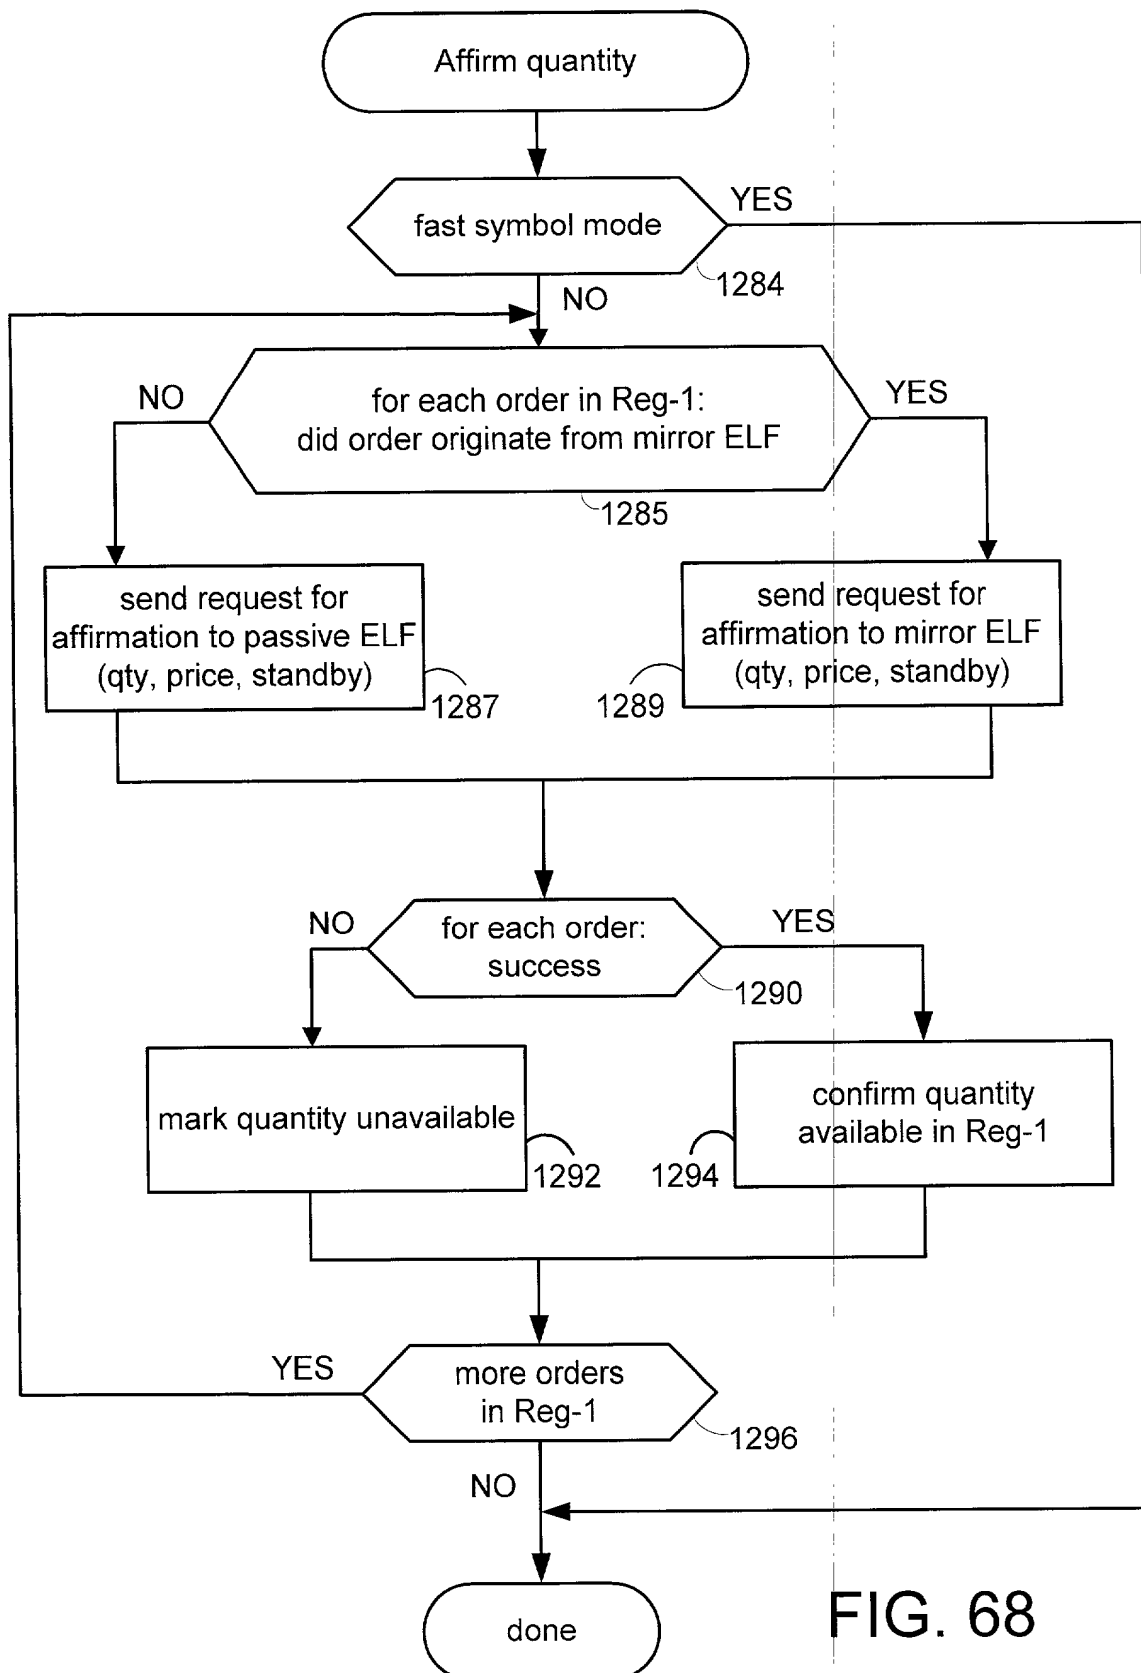 Affirm quantity
fast symbol mode
YES
1284
NO
for each order in Reg-1:
did order originate from mirror ELF
NO
YES
1285
send request for
affirmation to passive ELF
(qty, price, standby)
1287
send request for
affirmation to mirror ELF
(qty, price, standby)
1289
for each order:
success
NO
YES
1290
mark quantity unavailable
1292
confirm quantity
available in Reg-1
1294
more orders
in Reg-1
YES
1296
NO
done
FIG. 68